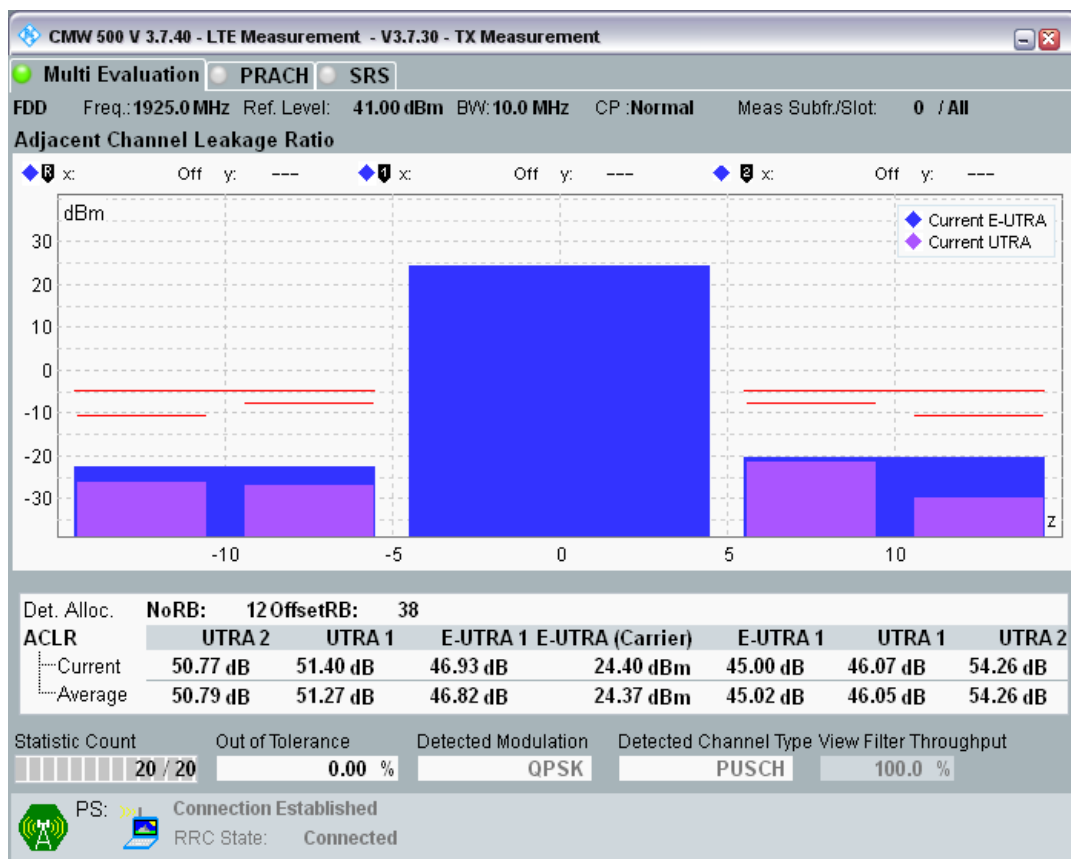 CMW 500 V 3.7.40 - LTE Measurement - V3.7.30 - TX Measurement
Multi Evaluation PRACH SRS
FDD Freq.: 1925.0 MHz Ref. Level: 41.00 dBm BW: 10.0 MHz CP :Normal Meas Subfr./Slot: 0 / All
Adjacent Channel Leakage Ratio
R x: Off y: --- 1 x: Off y: --- 2 x: Off y: ---
dBm
Current E-UTRA
Current UTRA
30
20
10
0
-10
-20
-30
z
-10 -5 0 5 10
Det. Alloc. NoRB: 12 OffsetRB: 38
ACLR UTRA 2 UTRA 1 E-UTRA 1 E-UTRA (Carrier) E-UTRA 1 UTRA 1 UTRA 2
Current 50.77 dB 51.40 dB 46.93 dB 24.40 dBm 45.00 dB 46.07 dB 54.26 dB
Average 50.79 dB 51.27 dB 46.82 dB 24.37 dBm 45.02 dB 46.05 dB 54.26 dB
Statistic Count Out of Tolerance Detected Modulation Detected Channel Type View Filter Throughput
20 / 20 0.00 % QPSK PUSCH 100.0 %
PS: Connection Established
RRC State: Connected